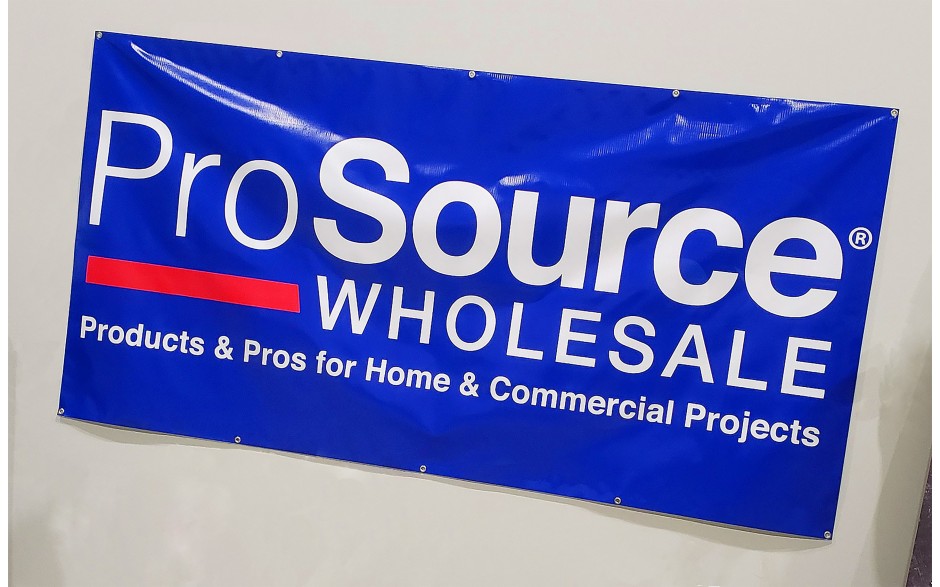 ProSource®
WHOLESALE
Products & Pros for Home & Commercial Projects